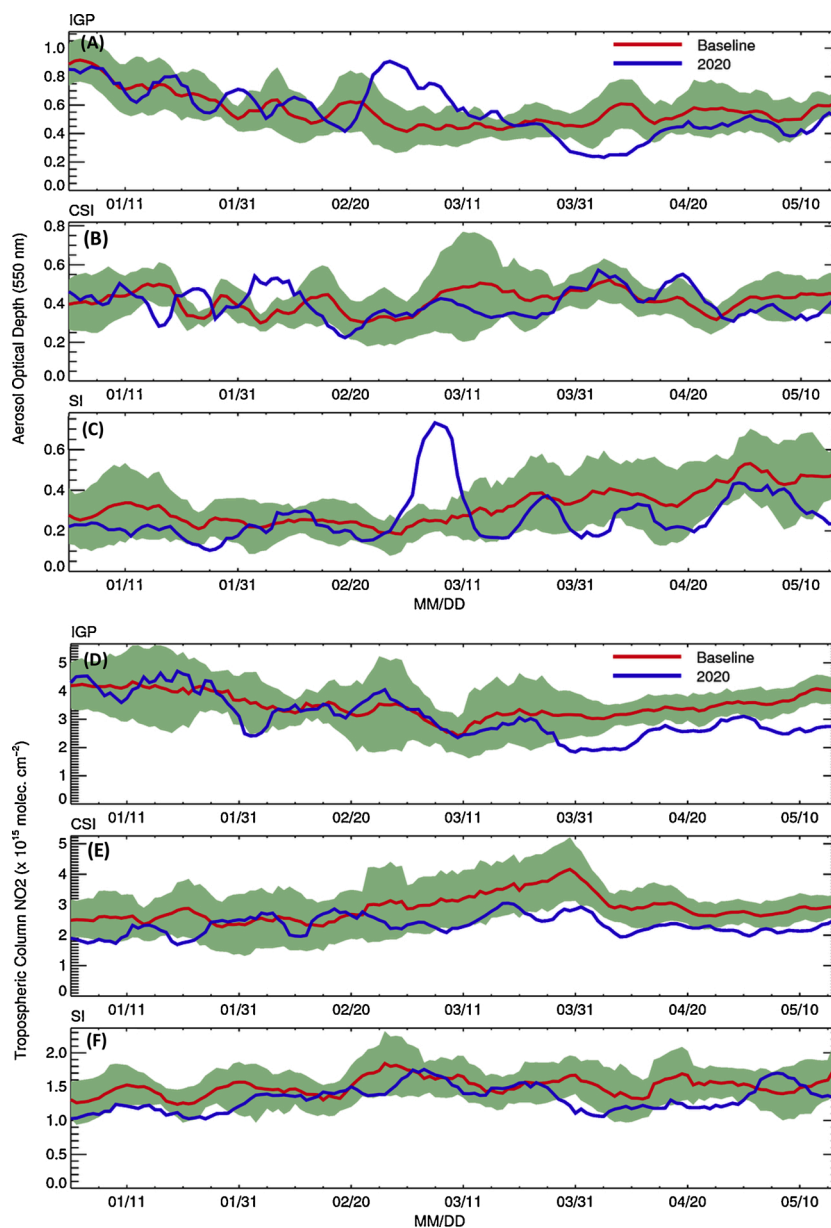 IGP
(A)
Baseline
2020
1.0
0.8
0.6
0.4
0.2
0.0
01/11 01/31 02/20 03/11 03/31 04/20 05/10
CSI
(B)
0.8
0.6
0.4
0.2
0.0
01/11 01/31 02/20 03/11 03/31 04/20 05/10
SI
(C)
0.6
0.4
0.2
0.0
01/11 01/31 02/20 03/11 03/31 04/20 05/10
MM/DD
Aerosol Optical Depth (550 nm)
IGP
(D)
Baseline
2020
5
4
3
2
1
0
01/11 01/31 02/20 03/11 03/31 04/20 05/10
CSI
(E)
5
4
3
2
1
0
01/11 01/31 02/20 03/11 03/31 04/20 05/10
SI
(F)
2.0
1.5
1.0
0.5
0.0
01/11 01/31 02/20 03/11 03/31 04/20 05/10
MM/DD
Tropospheric Column NO2 (x 10¹⁵ molec. cm⁻²)